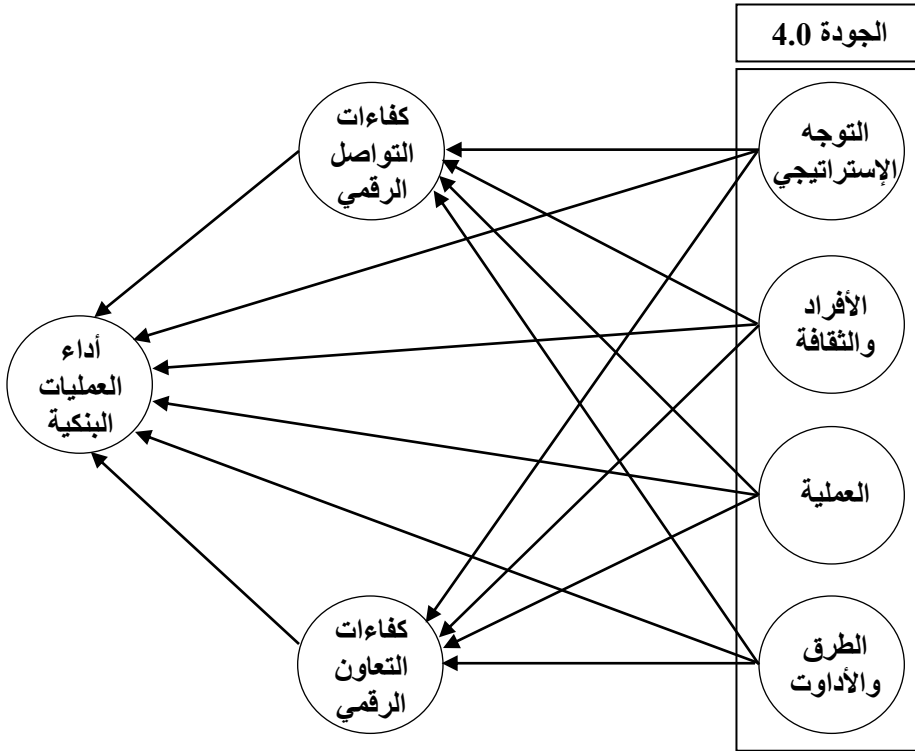 الجودة 4.0
التوجه
الإستراتيجي
الأفراد
والثقافة
العملية
الطرق
والأداوت
كفاءات
التواصل
الرقمي
كفاءات
التعاون
الرقمي
أداء
العمليات
البنكية